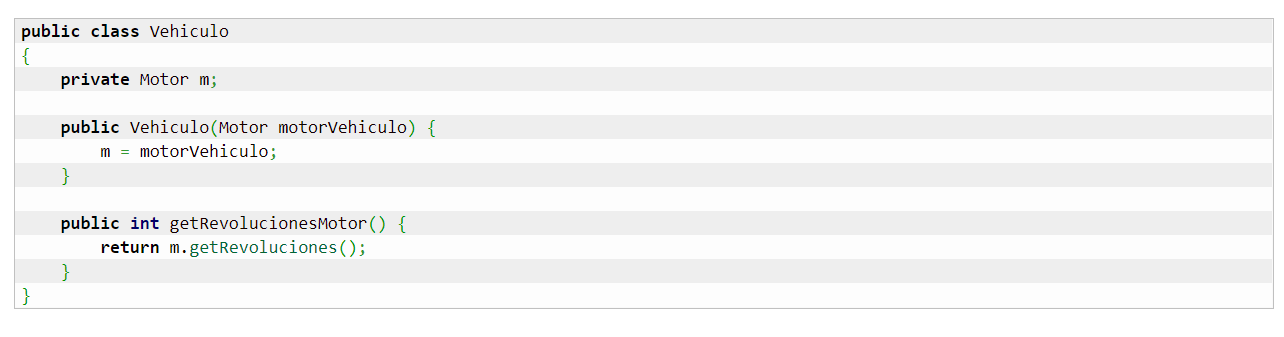 public class Vehiculo
{
    private Motor m;

    public Vehiculo(Motor motorVehiculo) {
        m = motorVehiculo;
    }

    public int getRevolucionesMotor() {
        return m.getRevoluciones();
    }
}